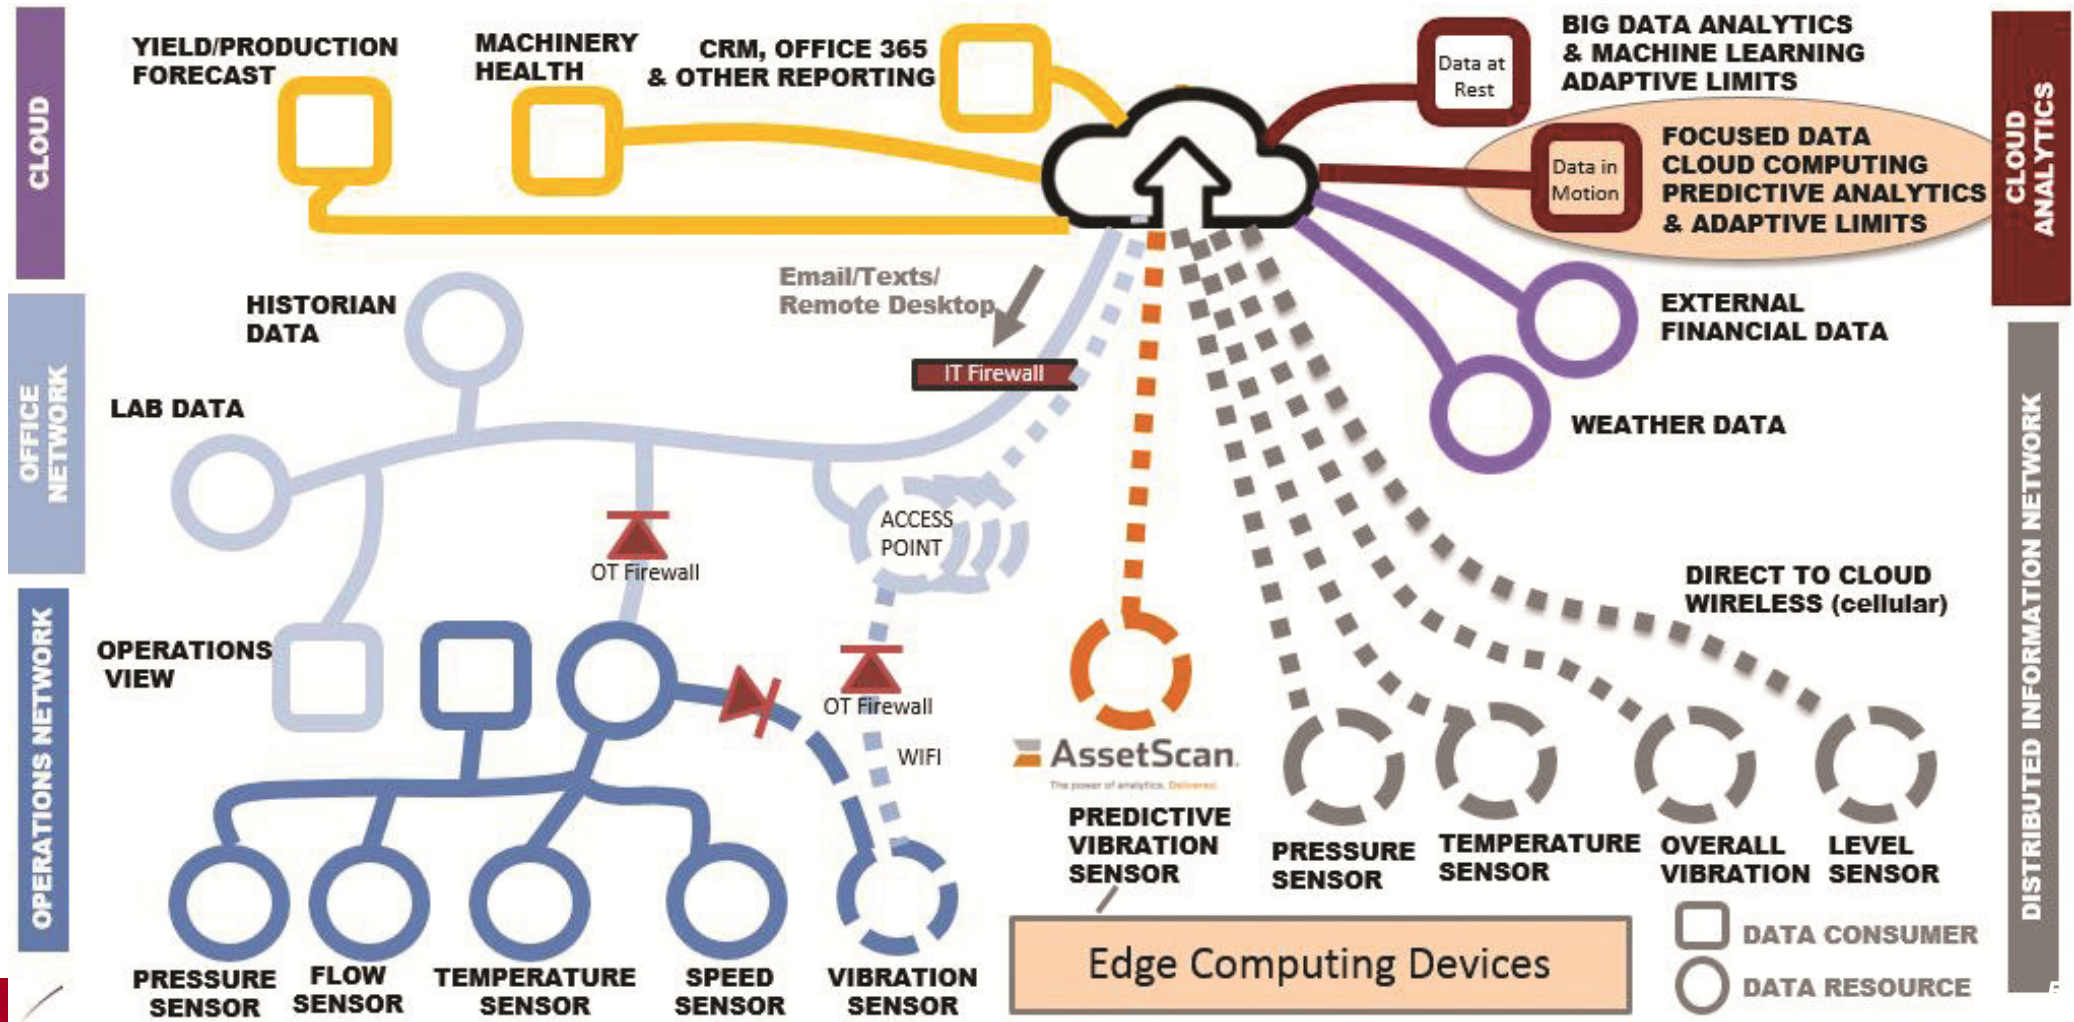 CLOUD
YIELD/PRODUCTION
FORECAST
MACHINERY
HEALTH
CRM, OFFICE 365
& OTHER REPORTING
Data at
Rest
BIG DATA ANALYTICS
& MACHINE LEARNING
ADAPTIVE LIMITS
Data in
Motion
FOCUSED DATA
CLOUD COMPUTING
PREDICTIVE ANALYTICS
& ADAPTIVE LIMITS
CLOUD
ANALYTICS
OFFICE
NETWORK
HISTORIAN
DATA
Email/Texts/
Remote Desktop
IT Firewall
EXTERNAL
FINANCIAL DATA
WEATHER DATA
LAB DATA
ACCESS
POINT
OT Firewall
OPERATIONS NETWORK
OPERATIONS
VIEW
OT Firewall
WIFI
DIRECT TO CLOUD
WIRELESS (cellular)
DISTRIBUTED INFORMATION NETWORK
AssetScan.
The power of analytics. Delivered.
PREDICTIVE
VIBRATION
SENSOR
PRESSURE
SENSOR
TEMPERATURE
SENSOR
OVERALL
VIBRATION
LEVEL
SENSOR
PRESSURE
SENSOR
FLOW
SENSOR
TEMPERATURE
SENSOR
SPEED
SENSOR
VIBRATION
SENSOR
Edge Computing Devices
DATA CONSUMER
DATA RESOURCE